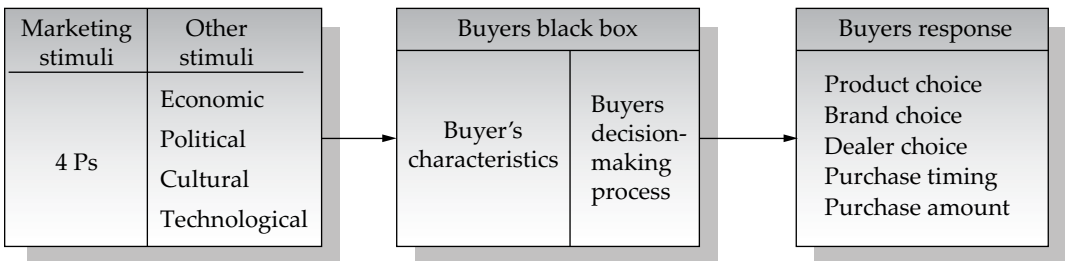 Marketing
stimuli
Other
stimuli
4 Ps
Economic
Political
Cultural
Technological
Buyers black box
Buyer’s
characteristics
Buyers
decision-
making
process
Buyers response
Product choice
Brand choice
Dealer choice
Purchase timing
Purchase amount